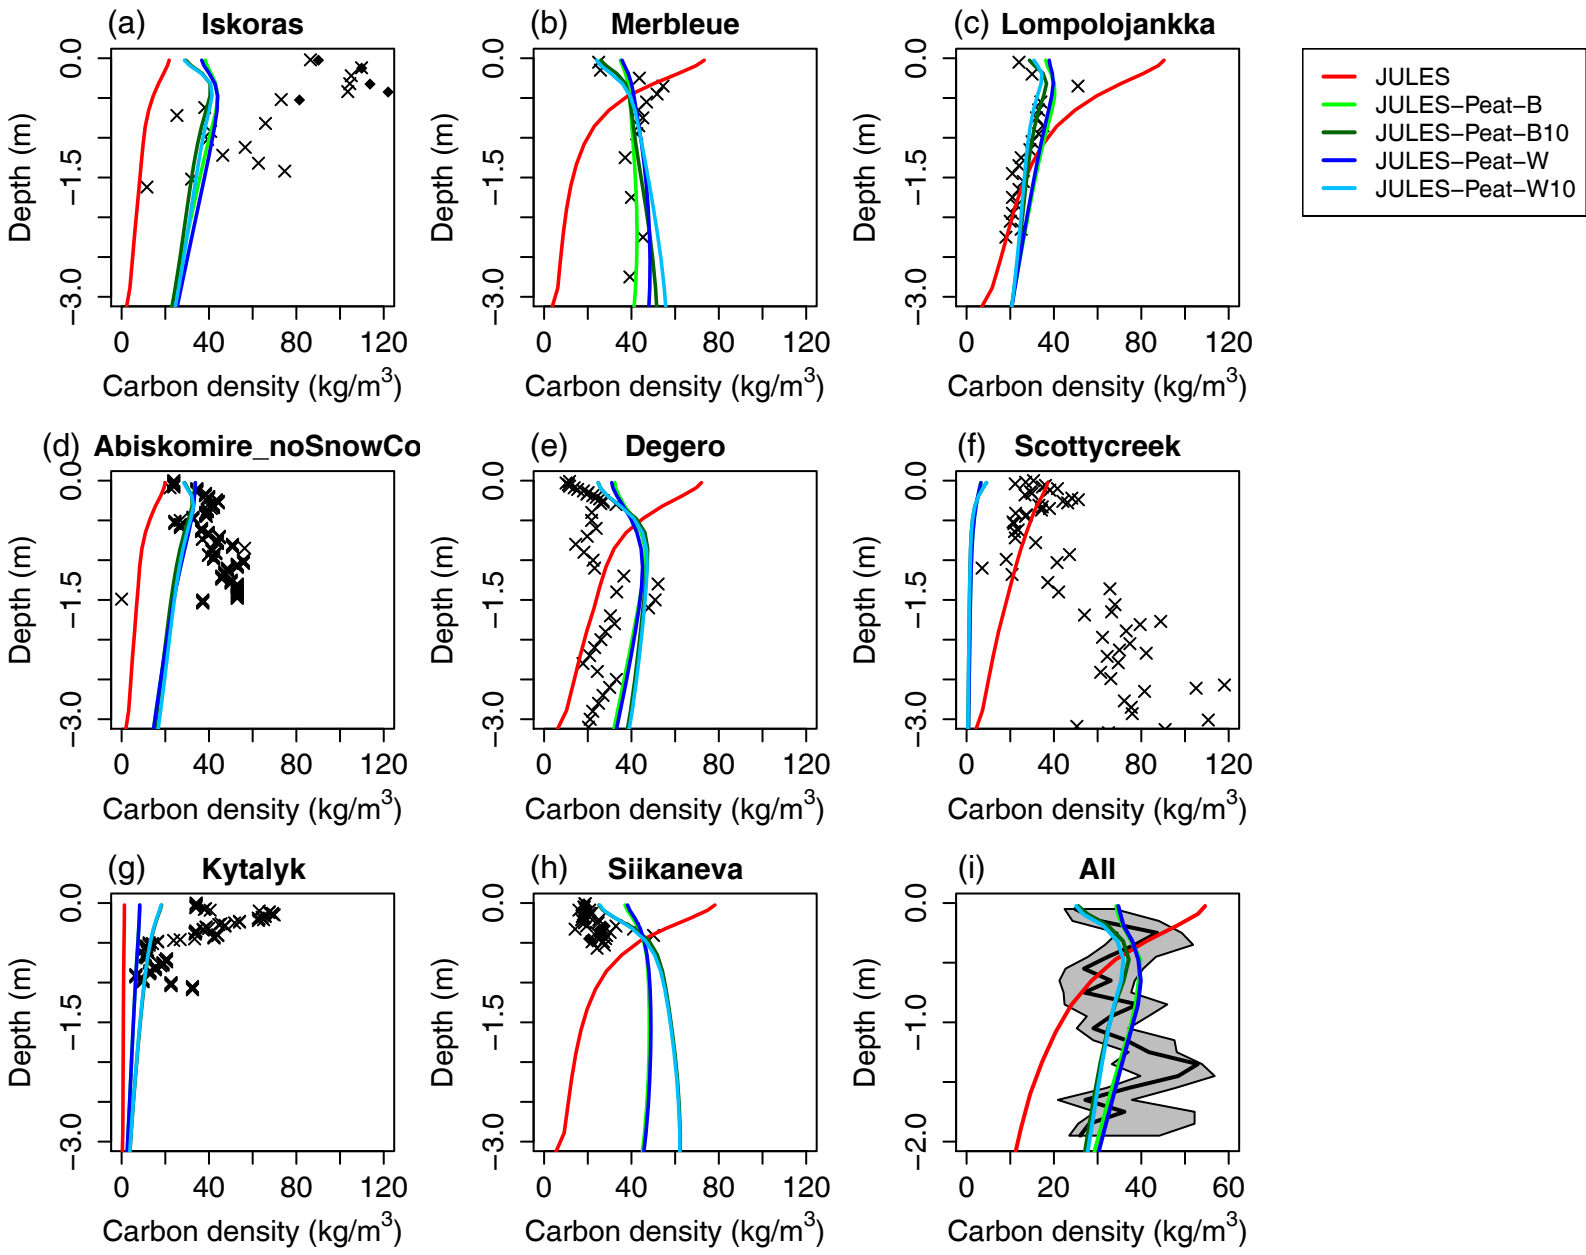 (a) Iskoras
0.0
−1.5
−3.0
Depth (m)
0 40 80 120
Carbon density (kg/m3)
(b) Merbleue
0.0
−1.5
−3.0
Depth (m)
0 40 80 120
Carbon density (kg/m3)
(c) Lompolojankka
0.0
−1.5
−3.0
Depth (m)
0 40 80 120
Carbon density (kg/m3)
JULES
JULES−Peat−B
JULES−Peat−B10
JULES−Peat−W
JULES−Peat−W10
(d) Abiskomire_noSnowCo
0.0
−1.5
−3.0
Depth (m)
0 40 80 120
Carbon density (kg/m3)
(e) Degero
0.0
−1.5
−3.0
Depth (m)
0 40 80 120
Carbon density (kg/m3)
(f) Scottycreek
0.0
−1.5
−3.0
Depth (m)
0 40 80 120
Carbon density (kg/m3)
(g) Kytalyk
0.0
−1.5
−3.0
Depth (m)
0 40 80 120
Carbon density (kg/m3)
(h) Siikaneva
0.0
−1.5
−3.0
Depth (m)
0 40 80 120
Carbon density (kg/m3)
(i) All
0.0
−1.0
−2.0
Depth (m)
0 20 40 60
Carbon density (kg/m3)